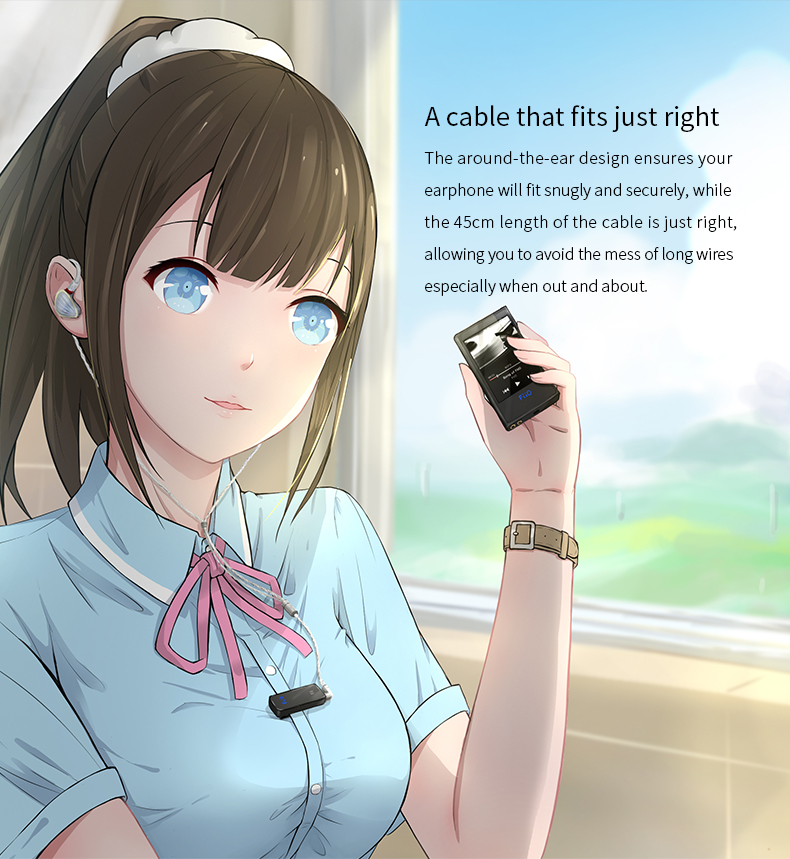 A cable that fits just right
The around-the-ear design ensures your
earphone will fit snugly and securely, while
the 45cm length of the cable is just right,
allowing you to avoid the mess of long wires
especially when out and about.
FiiO